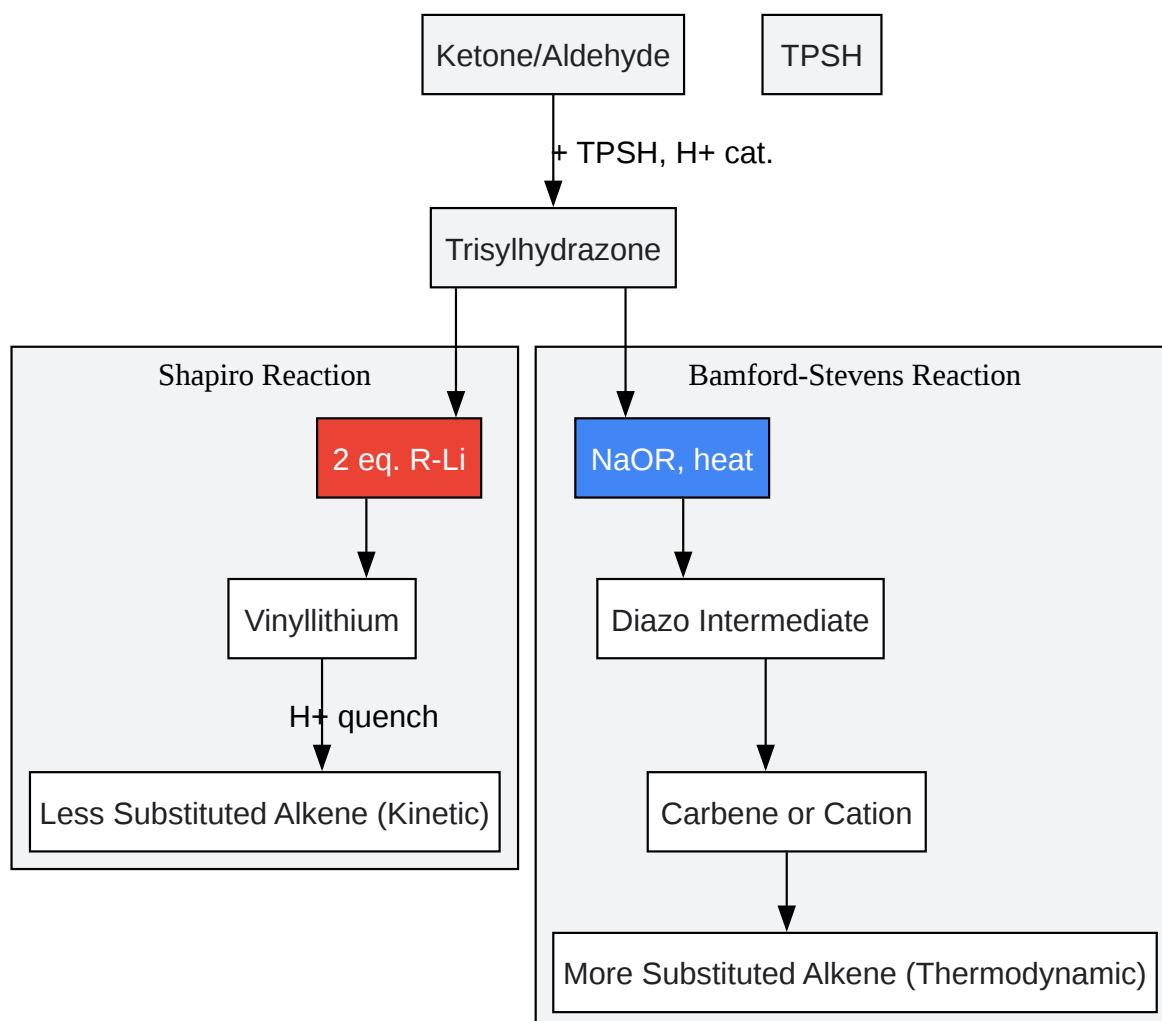 Ketone/Aldehyde
TPSH
+ TPSH, H+ cat.
Trisylhydrazone
Shapiro Reaction
2 eq. R-Li
Vinyllithium
H+ quench
Less Substituted Alkene (Kinetic)
Bamford-Stevens Reaction
NaOR, heat
Diazo Intermediate
Carbene or Cation
More Substituted Alkene (Thermodynamic)